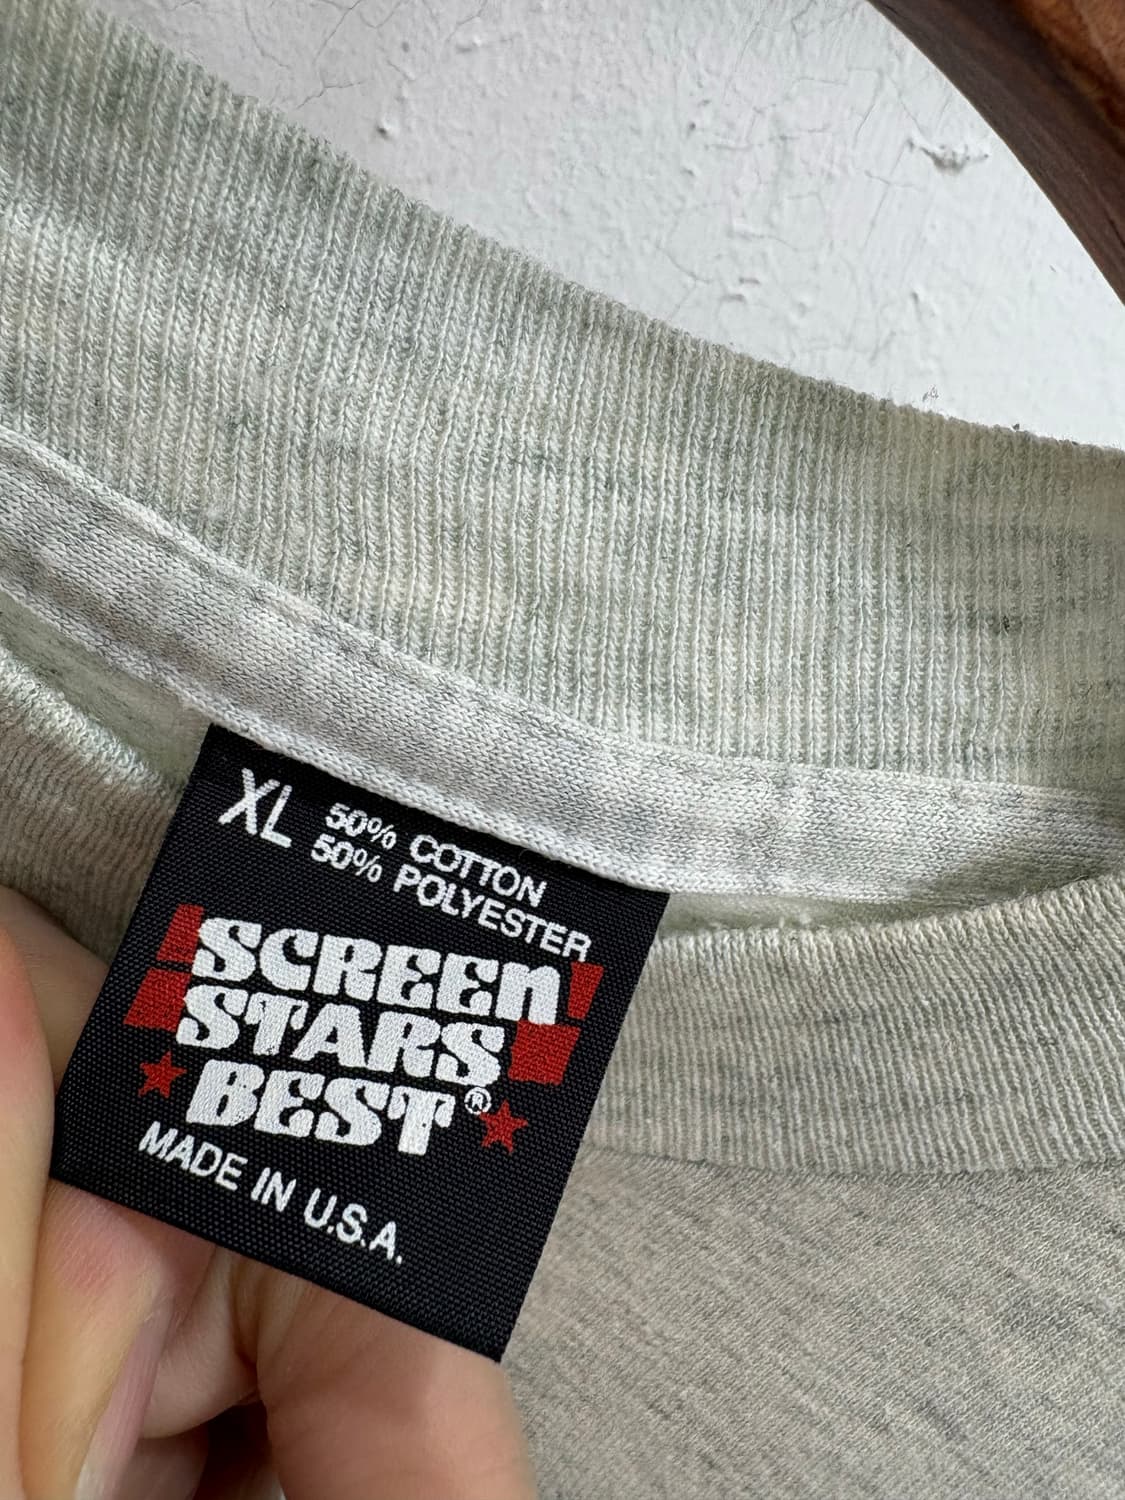 XL
50% COTTON
50% POLYESTER
SCREEN
STARS
BEST®
MADE IN U.S.A.